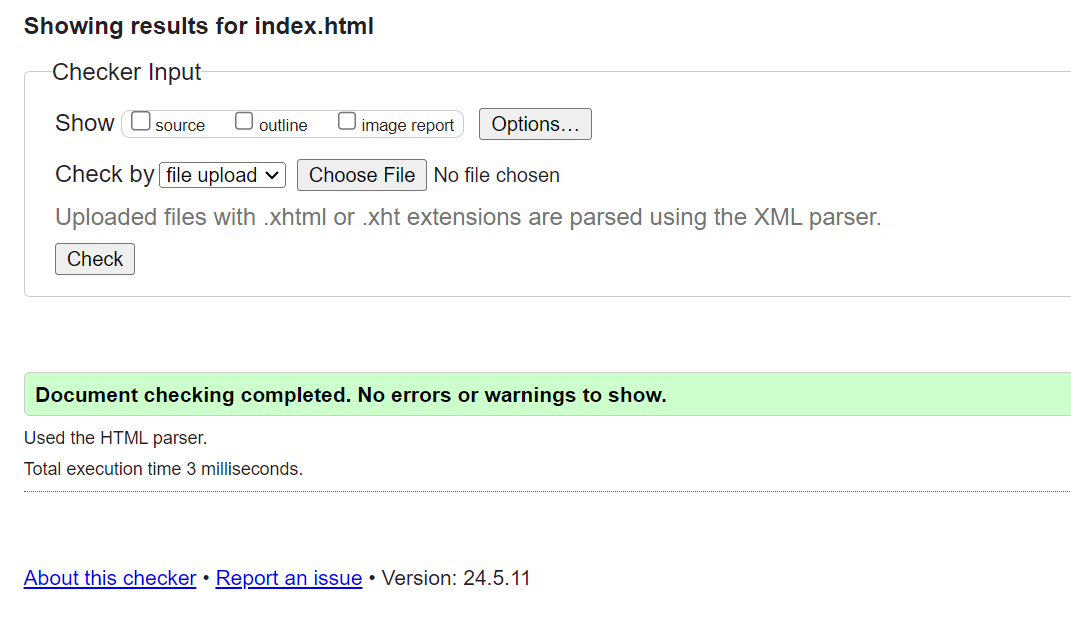 Showing results for index.html
Checker Input
Show source outline image report Options...
Check by file upload Choose File No file chosen
Uploaded files with .xhtml or .xht extensions are parsed using the XML parser.
Check
Document checking completed. No errors or warnings to show.
Used the HTML parser.
Total execution time 3 milliseconds.
About this checker • Report an issue • Version: 24.5.11